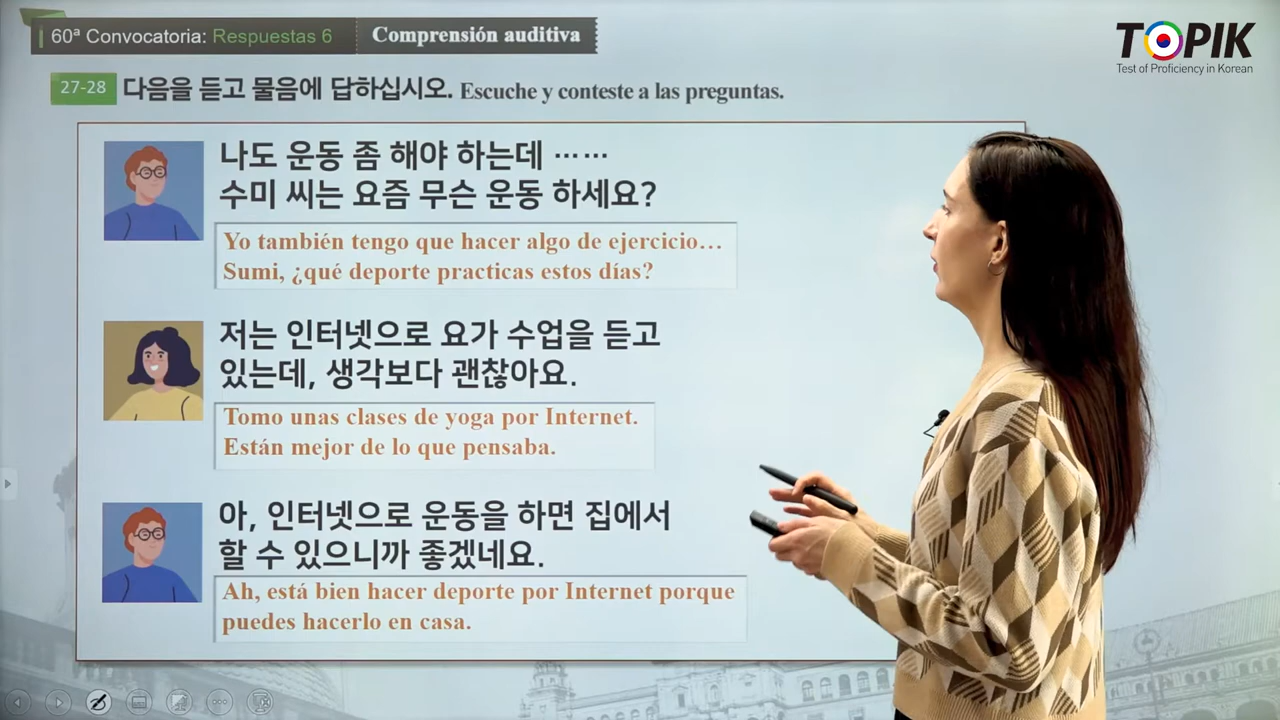 60ª Convocatoria: Respuestas 6
Comprensión auditiva
TOPIK
Test of Proficiency in Korean
27-28 다음을 듣고 물음에 답하십시오. Escuche y conteste a las preguntas.
나도 운동 좀 해야 하는데 ……
수미 씨는 요즘 무슨 운동 하세요?
Yo también tengo que hacer algo de ejercicio…
Sumi, ¿qué deporte practicas estos días?
저는 인터넷으로 요가 수업을 듣고
있는데, 생각보다 괜찮아요.
Tomo unas clases de yoga por Internet.
Están mejor de lo que pensaba.
아, 인터넷으로 운동을 하면 집에서
할 수 있으니까 좋겠네요.
Ah, está bien hacer deporte por Internet porque
puedes hacerlo en casa.